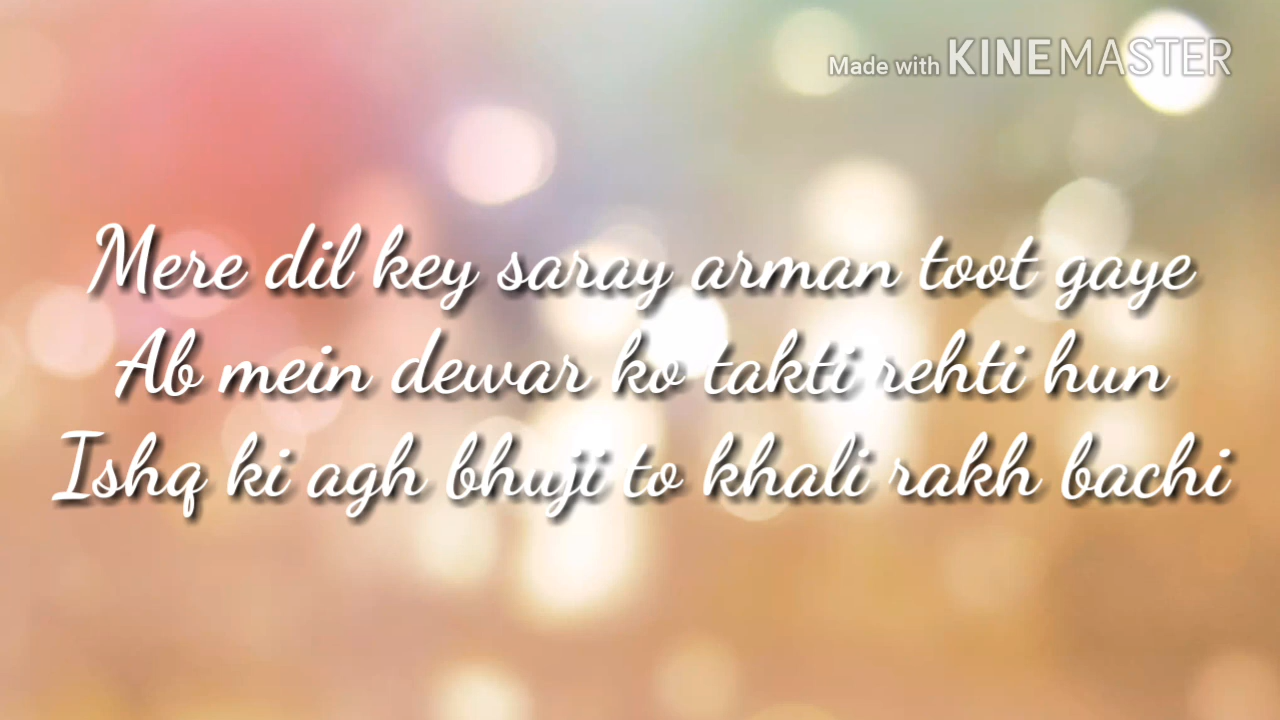 Made with KINEMASTER
Mere dil key saray arman toot gaye
Ab mein dewar ko takti rehti hun
Ishq ki agh bhuji to khali rakh bachi